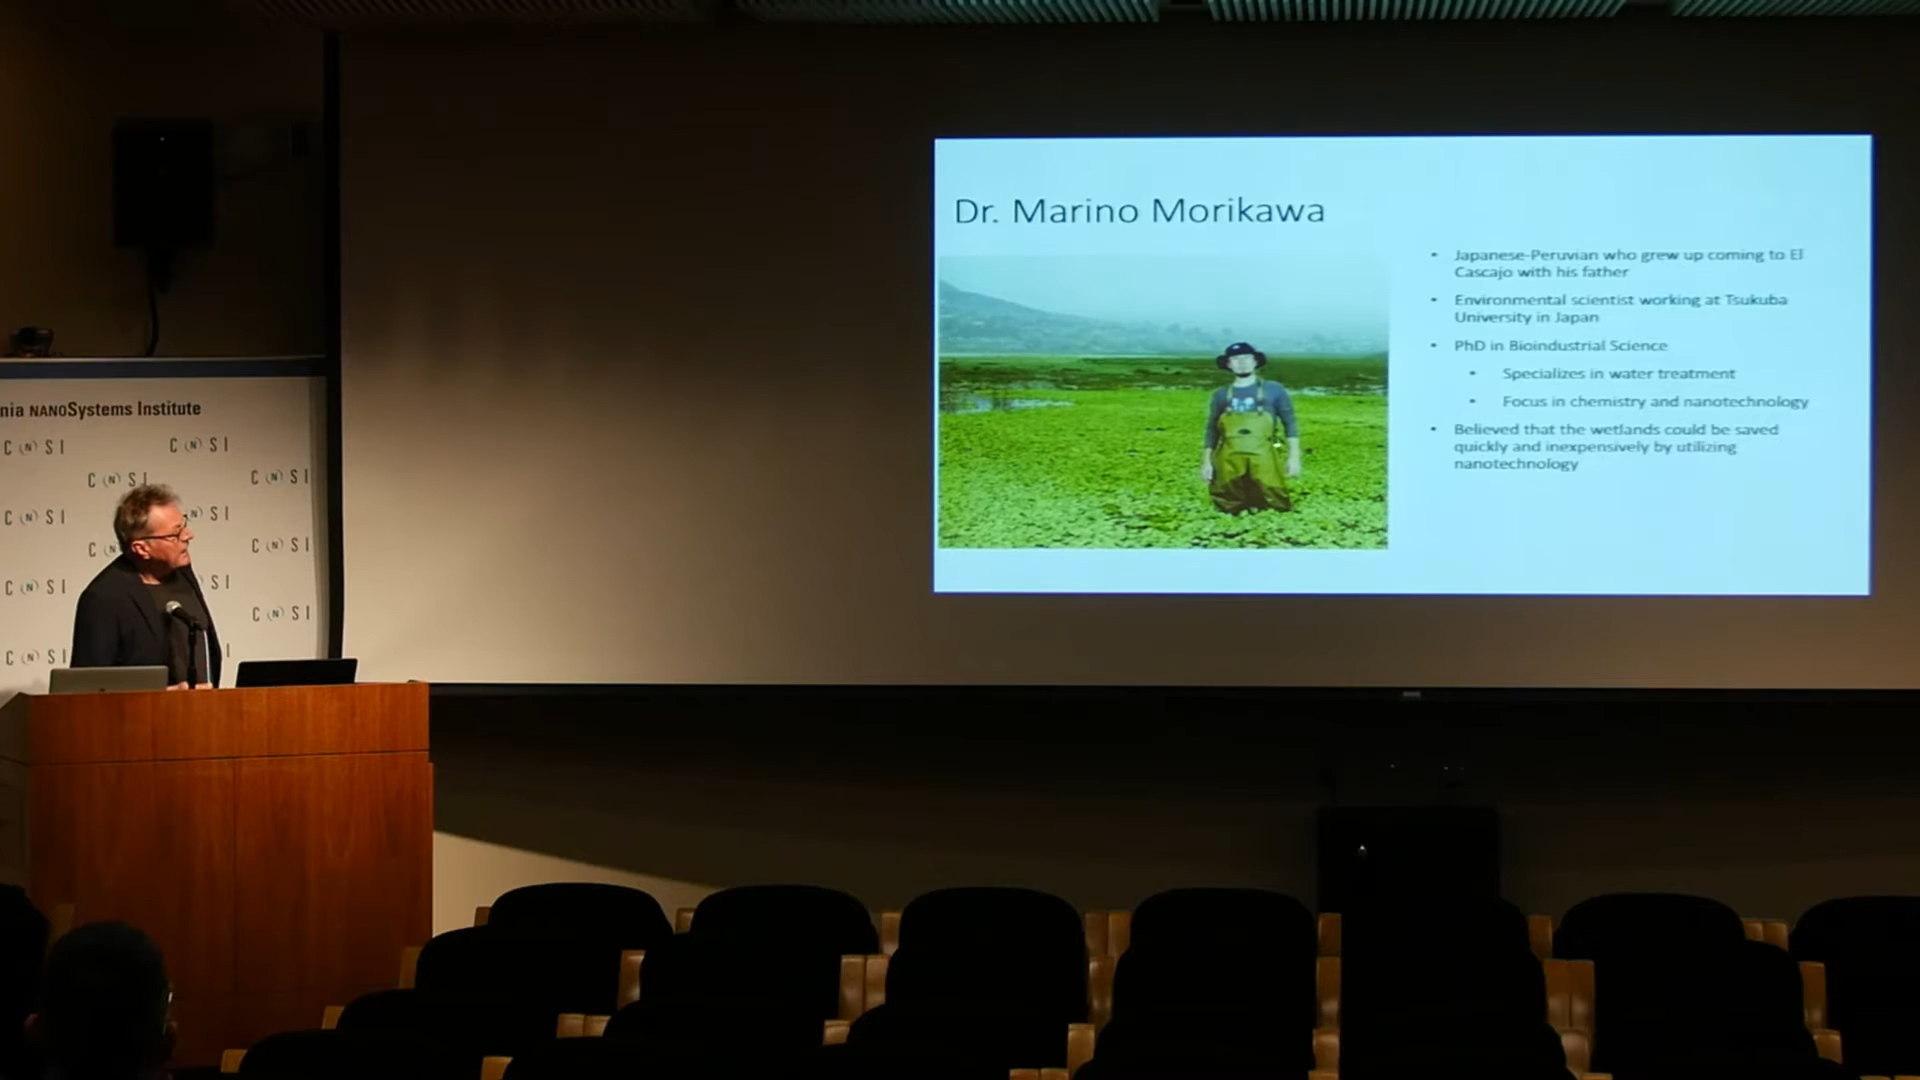 Dr. Marino Morikawa
• Japanese-Peruvian who grew up coming to El
Cascajo with his father
• Environmental scientist working at Tsukuba
University in Japan
• PhD in Bioindustrial Science
• Specializes in water treatment
• Focus in chemistry and nanotechnology
• Believed that the wetlands could be saved
quickly and inexpensively by utilizing
nanotechnology
nia NANOSystems Institute
C (N) S I
C (N) S I
C (N) S I
C (N) S I
C (N) S I
N) S I
C (N
C (N) S I
C (N) S I
S I
C (N) S I
C (N) S I
I